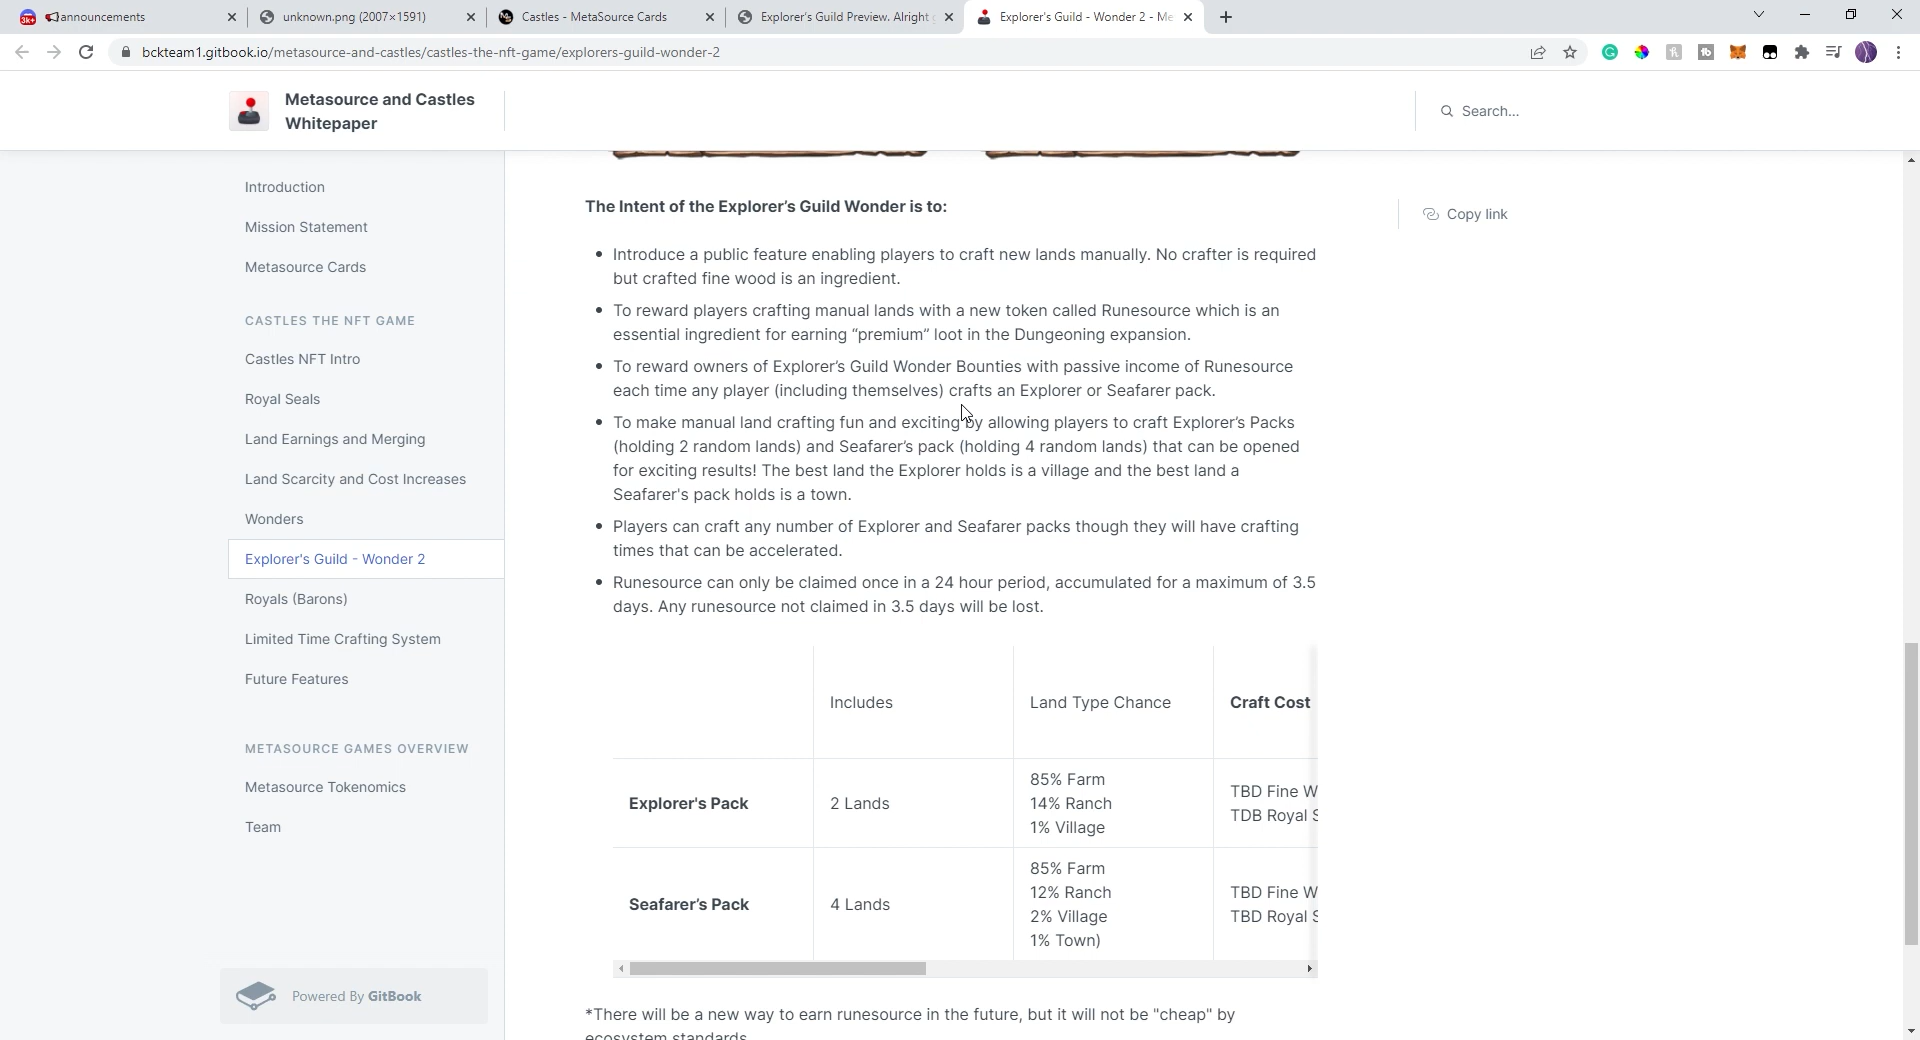 3k+ announcements
unknown.png (2007×1591)
Castles - MetaSource Cards
Explorer's Guild Preview. Alright
Explorer's Guild - Wonder 2 - Me
bckteam1.gitbook.io/metasource-and-castles/castles-the-nft-game/explorers-guild-wonder-2
Metasource and Castles
Whitepaper
Search...
Introduction
Mission Statement
Metasource Cards
CASTLES THE NFT GAME
Castles NFT Intro
Royal Seals
Land Earnings and Merging
Land Scarcity and Cost Increases
Wonders
Explorer's Guild - Wonder 2
Royals (Barons)
Limited Time Crafting System
Future Features
METASOURCE GAMES OVERVIEW
Metasource Tokenomics
Team
Powered By GitBook
The Intent of the Explorer’s Guild Wonder is to:
Copy link
• Introduce a public feature enabling players to craft new lands manually. No crafter is required
but crafted fine wood is an ingredient.
• To reward players crafting manual lands with a new token called Runesource which is an
essential ingredient for earning “premium” loot in the Dungeoning expansion.
• To reward owners of Explorer’s Guild Wonder Bounties with passive income of Runesource
each time any player (including themselves) crafts an Explorer or Seafarer pack.
• To make manual land crafting fun and exciting by allowing players to craft Explorer’s Packs
(holding 2 random lands) and Seafarer’s pack (holding 4 random lands) that can be opened
for exciting results! The best land the Explorer holds is a village and the best land a
Seafarer's pack holds is a town.
• Players can craft any number of Explorer and Seafarer packs though they will have crafting
times that can be accelerated.
• Runesource can only be claimed once in a 24 hour period, accumulated for a maximum of 3.5
days. Any runesource not claimed in 3.5 days will be lost.
Includes
Land Type Chance
Craft Cost
Explorer's Pack
2 Lands
85% Farm
14% Ranch
1% Village
TBD Fine W
TDB Royal S
Seafarer’s Pack
4 Lands
85% Farm
12% Ranch
2% Village
1% Town)
TBD Fine W
TBD Royal S
*There will be a new way to earn runesource in the future, but it will not be "cheap" by
ecosystem standards